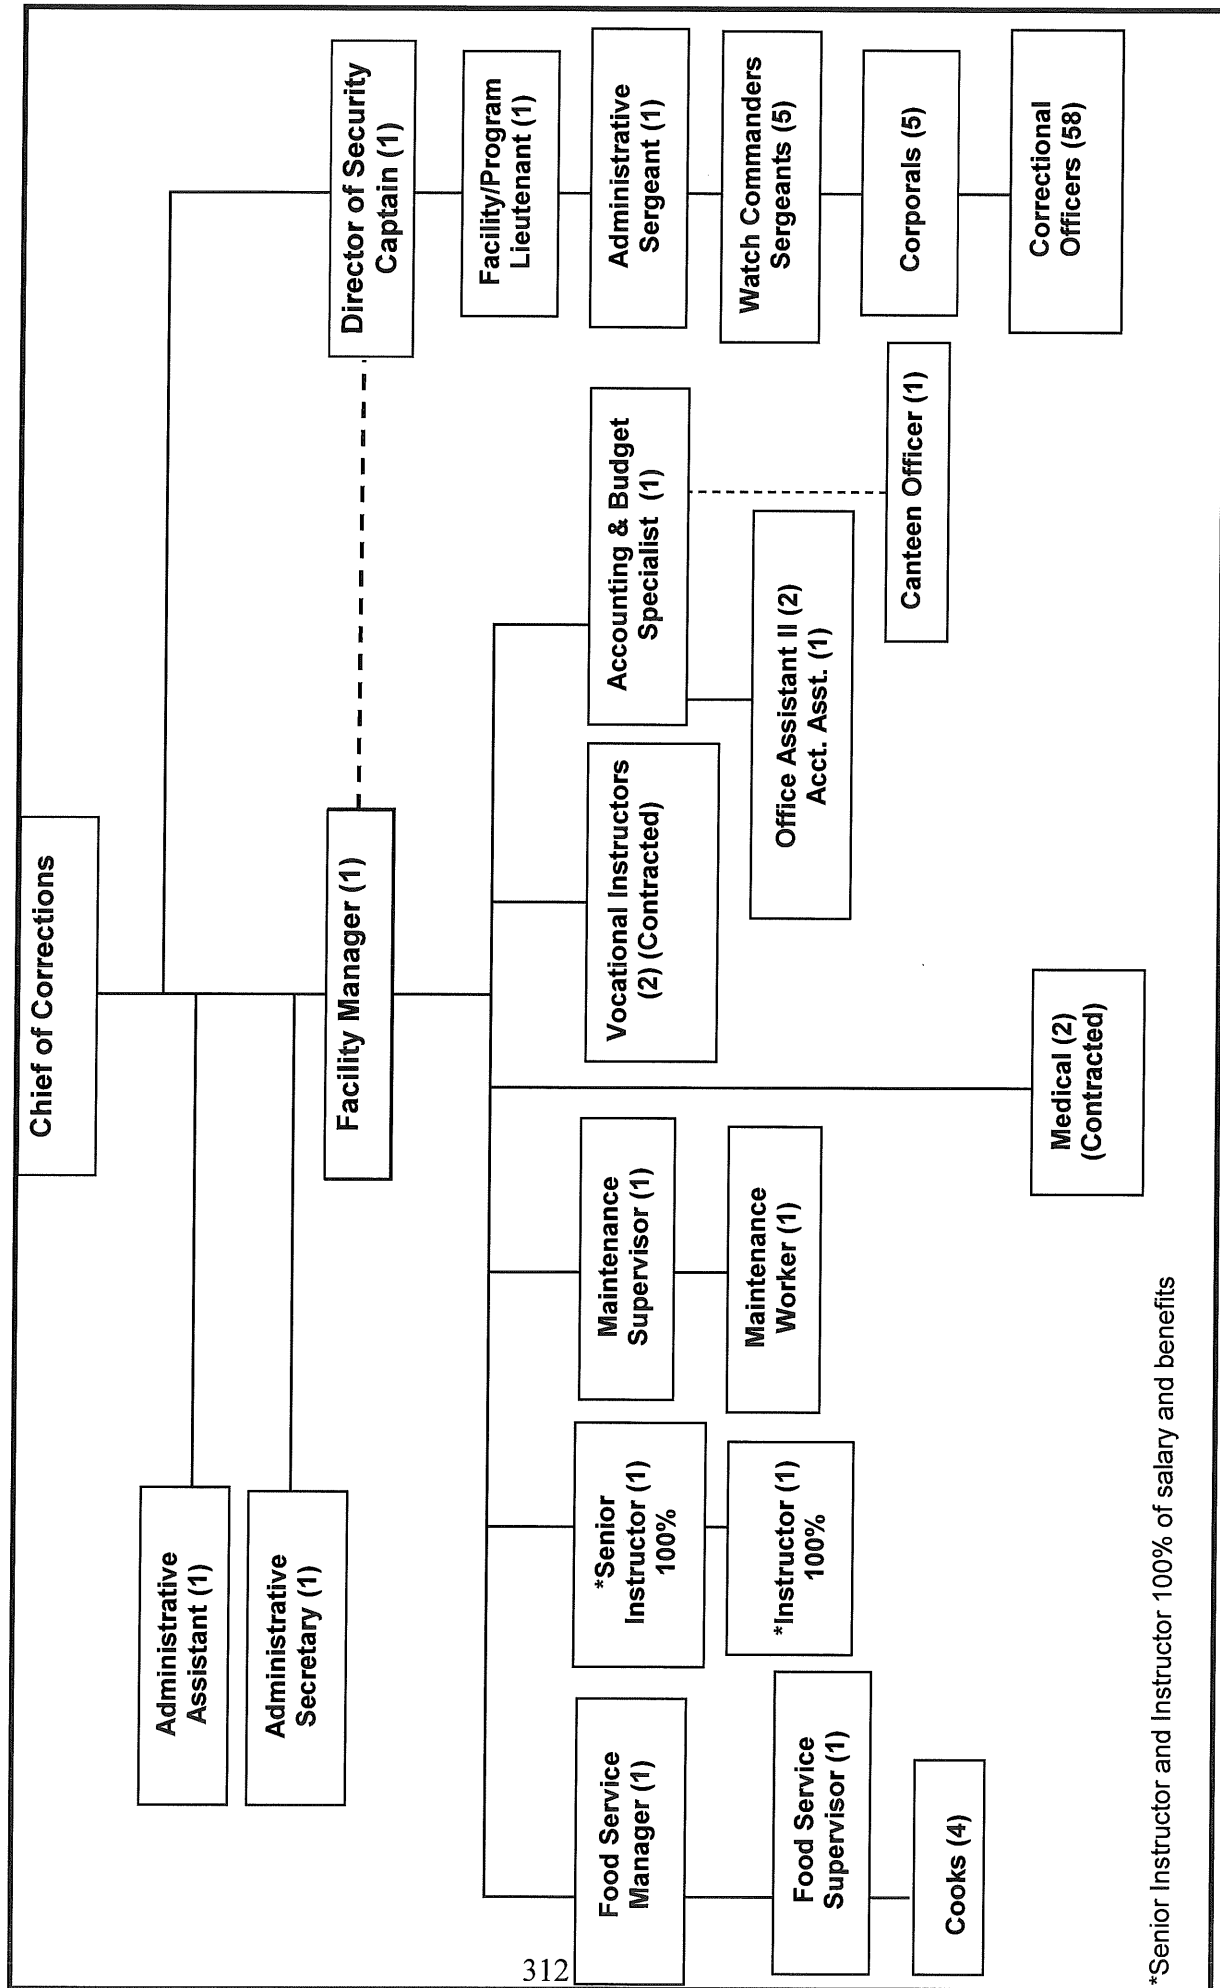 Chief of Corrections
Administrative
Assistant (1)
Administrative
Secretary (1)
Facility Manager (1)
Director of Security
Captain (1)
Facility/Program
Lieutenant (1)
Administrative
Sergeant (1)
Watch Commanders
Sergeants (5)
Corporals (5)
Correctional
Officers (58)
Food Service
Manager (1)
Food Service
Supervisor (1)
Cooks (4)
*Senior
Instructor (1)
100%
*Instructor (1)
100%
Maintenance
Supervisor (1)
Maintenance
Worker (1)
Medical (2)
(Contracted)
Vocational Instructors
(2) (Contracted)
Accounting & Budget
Specialist (1)
Office Assistant II (2)
Acct. Asst. (1)
Canteen Officer (1)
*Senior Instructor and Instructor 100% of salary and benefits
312